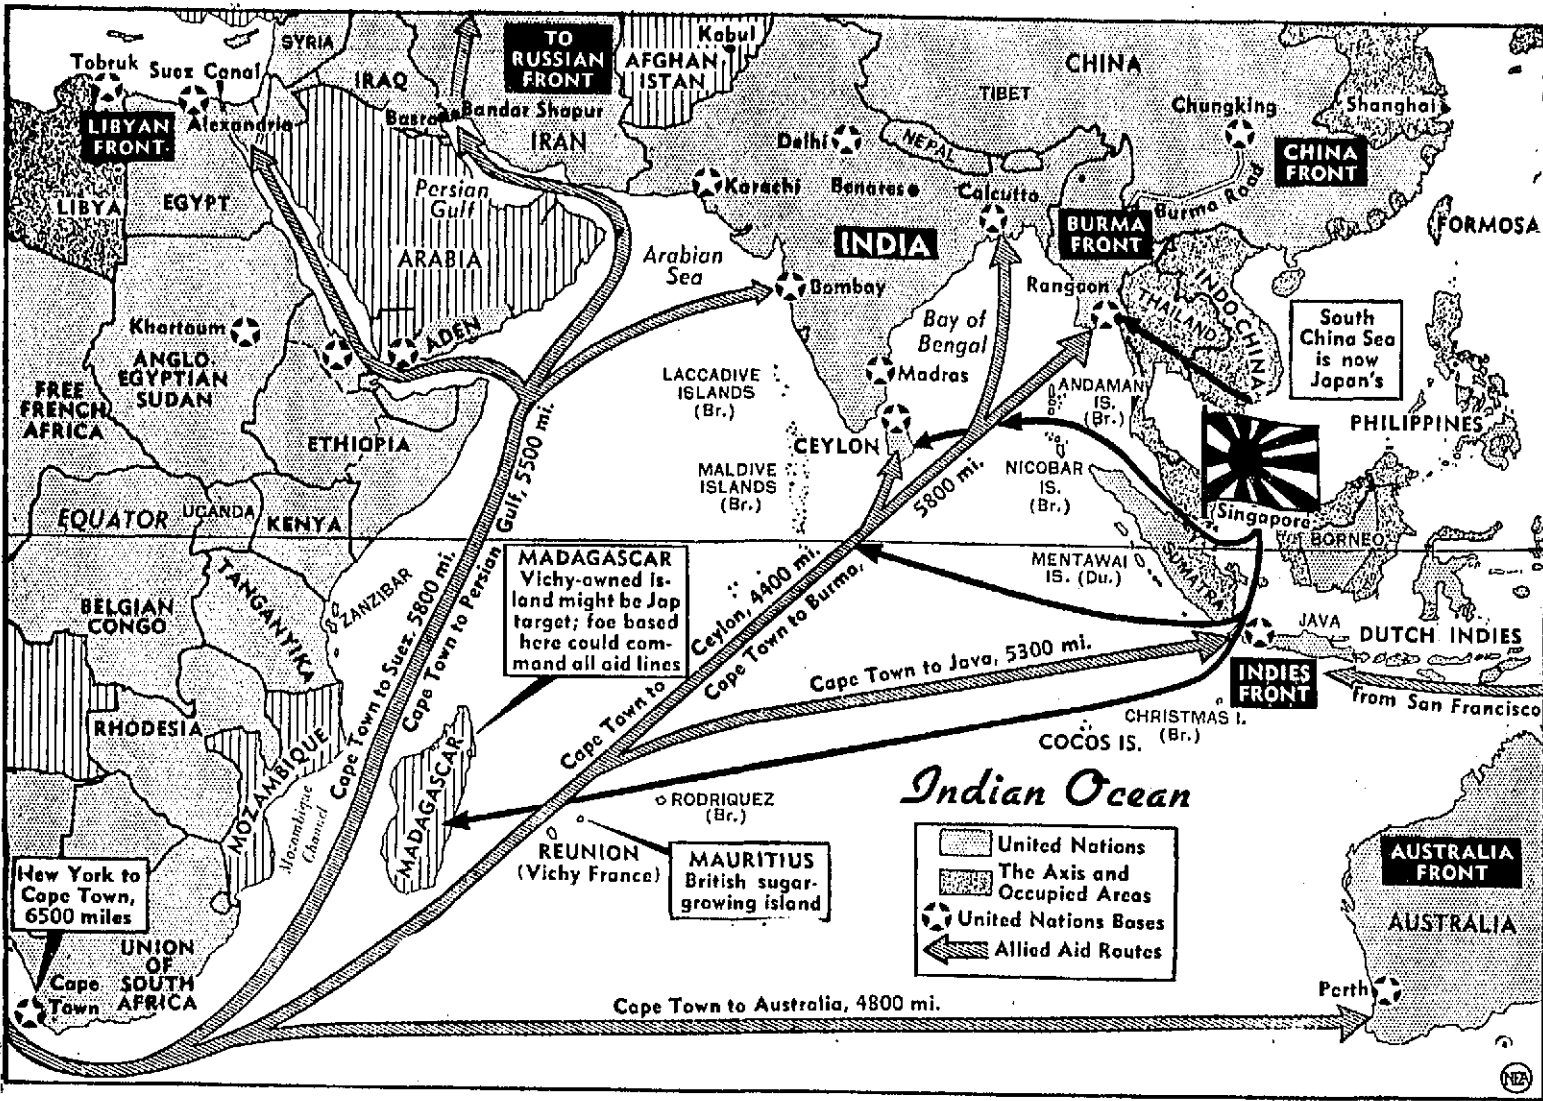 SYRIA
TO
RUSSIAN
FRONT
Kabul
AFGHAN
ISTAN
CHINA
Tobruk
Suez Canal
IRAQ
TIBET
Chungking
Shanghai
LIBYAN
FRONT
Alexandria
Basra
Bandar Shapur
IRAN
Delhi
NEPAL
CHINA
FRONT
LIBYA
EGYPT
Persian
Gulf
Karachi
Benares
Calcutta
Burma Road
FORMOSA
ARABIA
Arabian
Sea
INDIA
BURMA
FRONT
INDO-CHINA
THAILAND
Bombay
Rangoon
Khartoum
ANGLO-
EGYPTIAN
SUDAN
ADEN
Bay of
Bengal
South
China Sea
is now
Japan's
FREE
FRENCH
AFRICA
LACCADIVE
ISLANDS
(Br.)
Madras
ANDAMAN
IS.
(Br.)
PHILIPPINES
ETHIOPIA
CEYLON
MALDIVE
ISLANDS
(Br.)
NICOBAR
IS.
(Br.)
5800 mi.
Singapore
EQUATOR
UGANDA
KENYA
BORNEO
MENTAWAI
IS. (Du.)
SUMATRA
BELGIAN
CONGO
TANGANYIKA
ZANZIBAR
MADAGASCAR
Vichy-owned is-
land might be Jap
target; foe based
here could com-
mand all aid lines
Cape Town to Suez, 5800 mi.
Cape Town to Persian Gulf, 5500 mi.
Cape Town to Ceylon, 4400 mi.
Cape Town to Burma,
JAVA
DUTCH INDIES
Cape Town to Java, 5300 mi.
INDIES
FRONT
From San Francisco
RHODESIA
MOZAMBIQUE
Mozambique
Channel
MADAGASCAR
CHRISTMAS I.
(Br.)
COCOS IS.
Indian Ocean
RODRIQUEZ
(Br.)
REUNION
(Vichy France)
MAURITIUS
British sugar-
growing island
United Nations
The Axis and
Occupied Areas
United Nations Bases
Allied Aid Routes
AUSTRALIA
FRONT
AUSTRALIA
New York to
Cape Town,
6500 miles
UNION
OF
SOUTH
AFRICA
Cape
Town
Perth
Cape Town to Australia, 4800 mi.
NEA